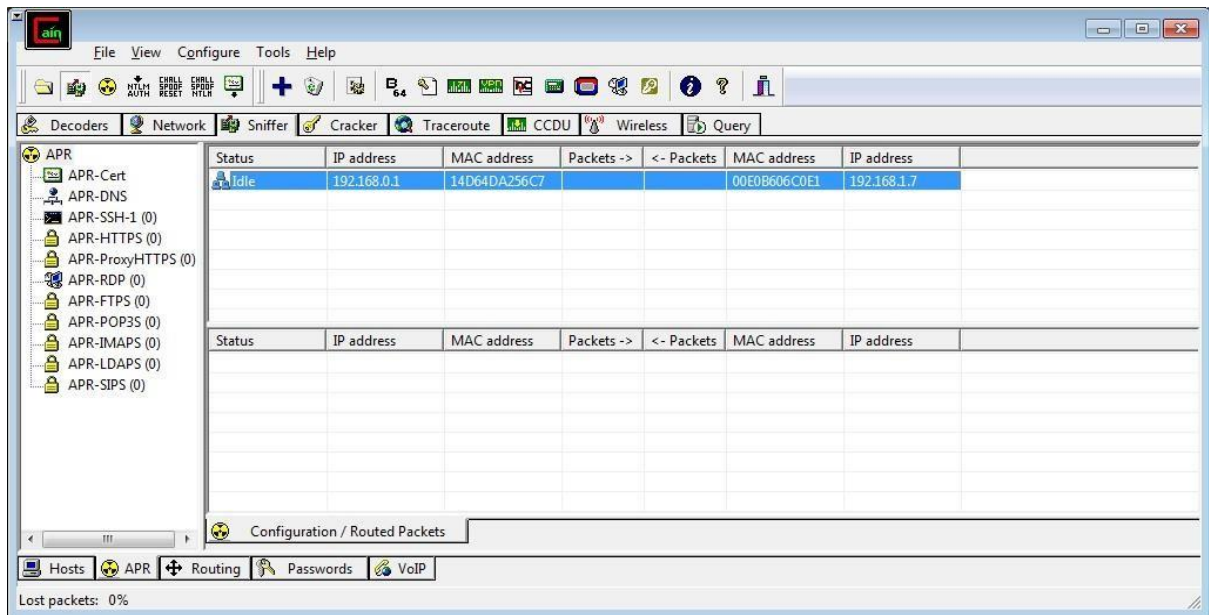 Cain
File View Configure Tools Help
NTLM AUTH CHALL SPOOF RESET CHALL SPOOF NTLM B64
Decoders Network Sniffer Cracker Traceroute CCDU Wireless Query
APR
APR-Cert
APR-DNS
APR-SSH-1 (0)
APR-HTTPS (0)
APR-ProxyHTTPS (0)
APR-RDP (0)
APR-FTPS (0)
APR-POP3S (0)
APR-IMAPS (0)
APR-LDAPS (0)
APR-SIPS (0)
Status IP address MAC address Packets -> <- Packets MAC address IP address
Idle 192.168.0.1 14D64DA256C7 00E0B606C0E1 192.168.1.7
Status IP address MAC address Packets -> <- Packets MAC address IP address
Configuration / Routed Packets
Hosts APR Routing Passwords VoIP
Lost packets: 0%